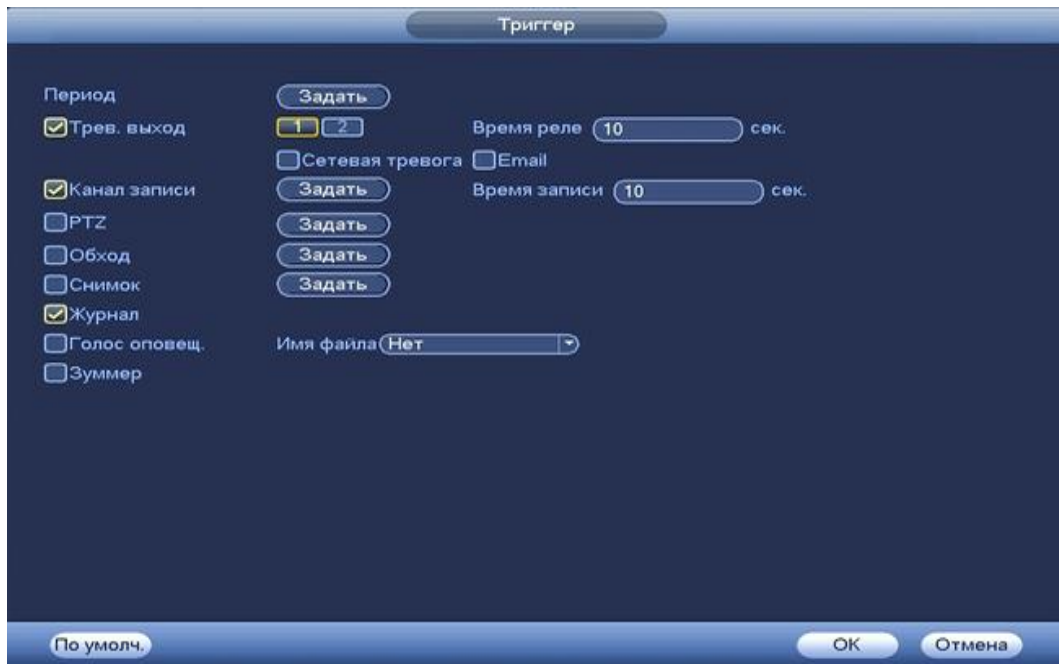 Триггер
Период Задать
Трев. выход 1 2 Время реле 10 сек.
Сетевая тревога Email
Канал записи Задать Время записи 10 сек.
PTZ Задать
Обход Задать
Снимок Задать
Журнал
Голос оповещ. Имя файла Нет
Зуммер
По умолч. OK Отмена